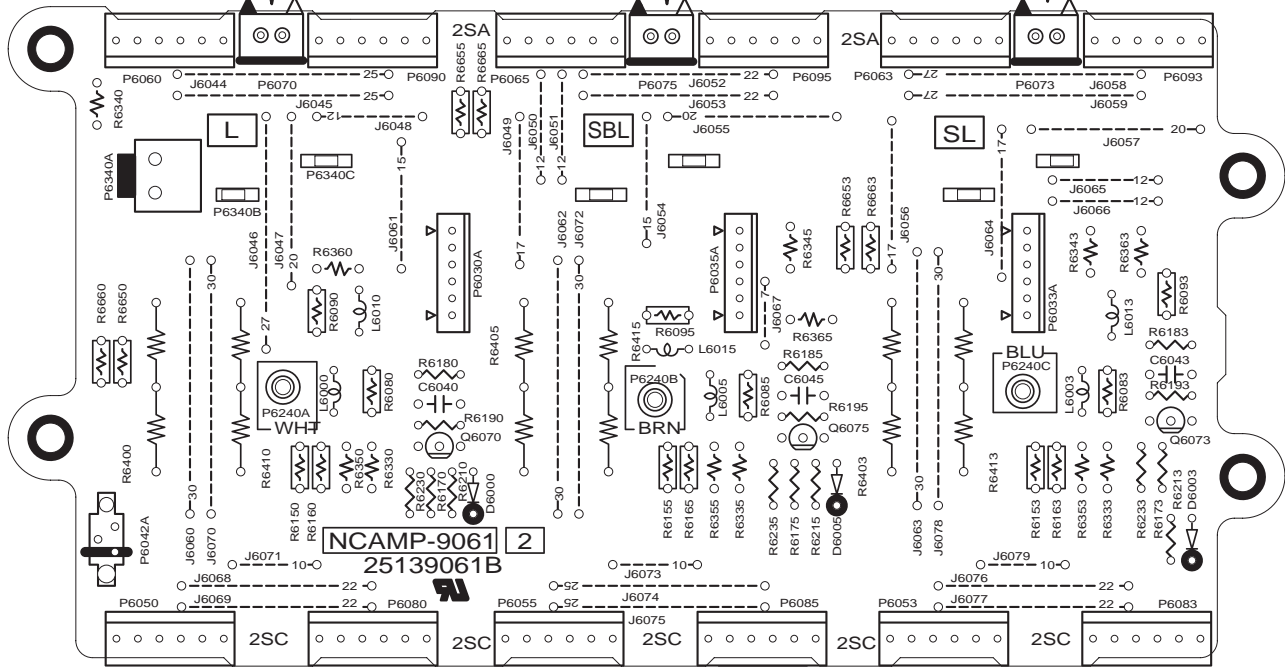 2SA
2SA
P6060
J6044
P6070
25
P6090
R6655
R6665
P6065
P6075
J6052
22
P6095
P6063
27
P6073
J6058
P6093
R6340
J6045
25
J6053
22
27
J6059
L
12
J6048
J6049
J6050
J6051
SBL
20
J6055
SL
17
20
J6057
P6340A
P6340C
15
12
12
J6065
12
P6340B
J6066
12
J6046
J6047
20
J6061
R6360
P6030A
17
J6062
J6072
J6054
15
P6035A
R6345
R6653
R6663
J6056
17
J6064
P6033A
R6343
R6363
30
30
7
J6067
30
R6660
R6650
27
R6090
L6010
R6405
R6415
R6095
L6015
R6365
L6013
R6093
R6180
R6185
R6183
P6240A
WHT
L6000
R6080
C6040
P6240B
BRN
L6005
R6085
C6045
BLU
P6240C
L6003
R6083
C6043
R6193
R6190
Q6070
R6195
Q6075
Q6073
R6400
R6410
R6350
R6330
R6230
R6170
R6210
D6000
R6403
R6413
R6213
D6003
R6150
R6160
R6155
R6165
R6355
R6335
R6235
R6175
R6215
D6005
R6153
R6163
R6353
R6333
R6233
R6173
P6042A
30
J6060
J6070
30
30
J6063
J6078
NCAMP-9061
2
25139061B
J6071
10
J6073
10
J6079
10
J6068
22
25
J6076
22
J6069
22
25
J6074
J6077
22
P6050
P6080
P6055
J6075
P6085
P6053
P6083
2SC
2SC
2SC
2SC
2SC